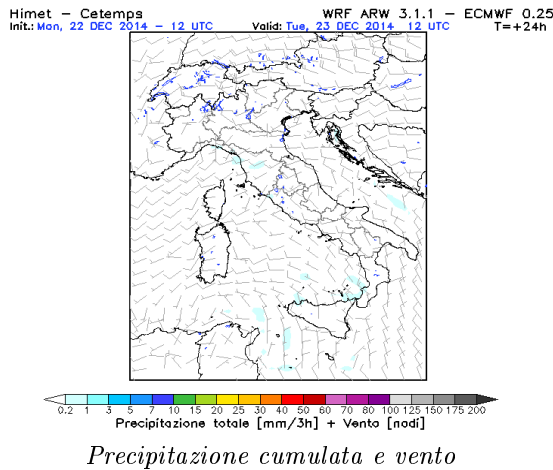 Himet – Cetemps WRF ARW 3.1.1 – ECMWF 0.25
Init.: Mon, 22 DEC 2014 – 12 UTC Valid: Tue, 23 DEC 2014 12 UTC T=+24h
0.2 1 3 5 7 10 15 20 25 30 40 50 60 70 80 100 125 150 175 200
Precipitazione totale [mm/3h] + Vento [nodi]
Precipitazione cumulata e vento